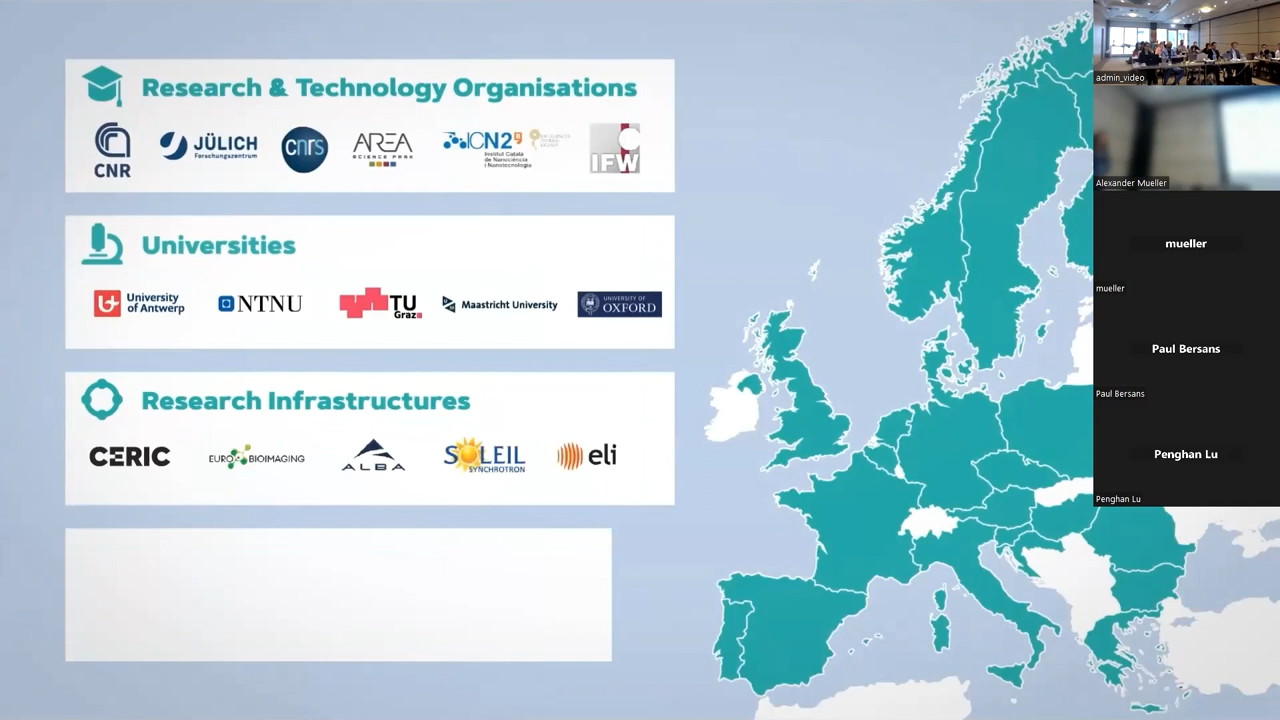 Research & Technology Organisations
CNR
JÜLICH
Forschungszentrum
cnrs
AREA
SCIENCE PARK
ICN2
Institut Català
de Nanociència
i Nanotecnologia
IFW
Universities
University
of Antwerp
NTNU
TU
Graz
Maastricht University
UNIVERSITY OF
OXFORD
Research Infrastructures
CERIC
EURO BIOIMAGING
ALBA
SOLEIL
SYNCHROTRON
eli
admin_video
Alexander Mueller
mueller
mueller
Paul Bersans
Paul Bersans
Penghan Lu
Penghan Lu